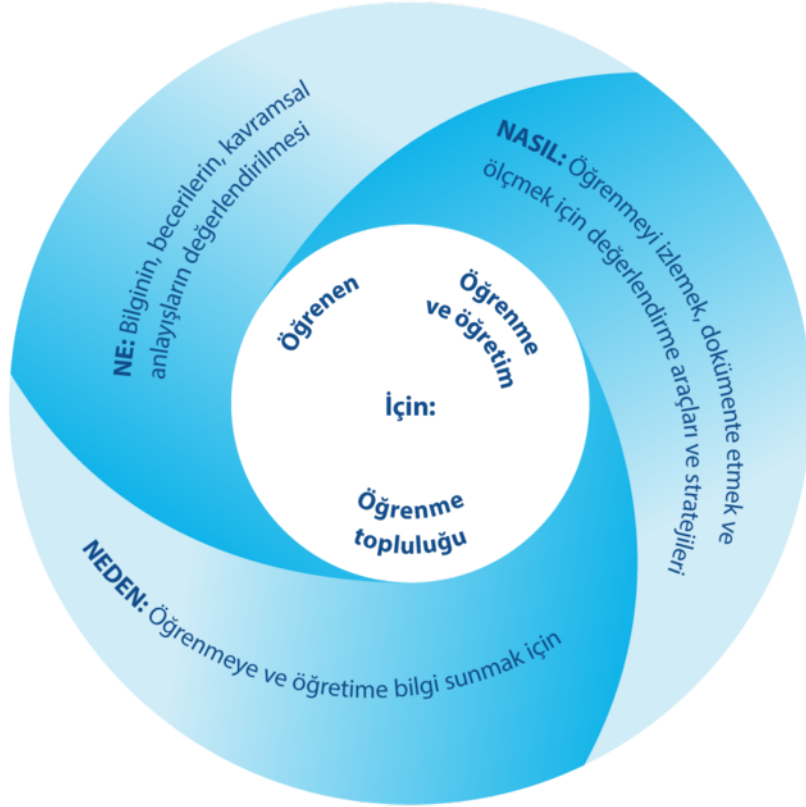 NE: Bilginin, becerilerin, kavramsal
anlayışların değerlendirilmesi
NASIL: Öğrenmeyi izlemek, dokümente etmek ve
ölçmek için değerlendirme araçları ve stratejileri
NEDEN: Öğrenmeye ve öğretime bilgi sunmak için
Öğrenen
Öğrenme
ve öğretim
İçin:
Öğrenme
topluluğu